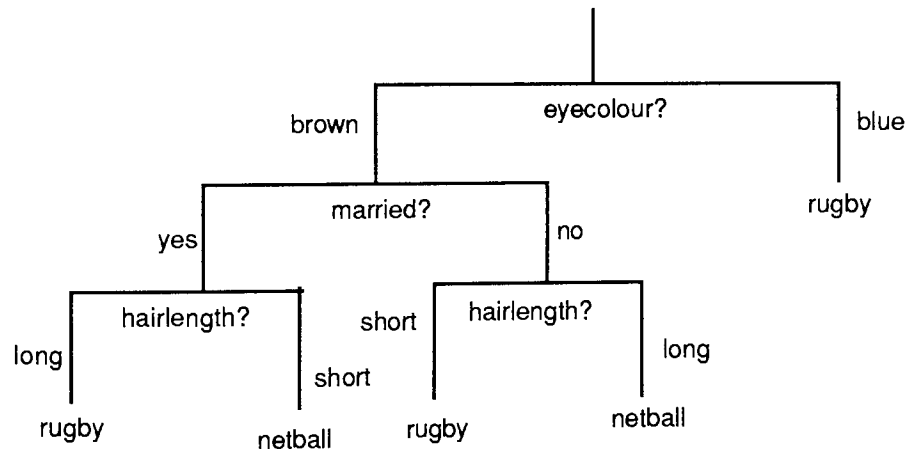 eyecolour?
brown
blue
rugby
married?
yes
no
hairlength?
short
hairlength?
long
short
long
rugby
netball
rugby
netball